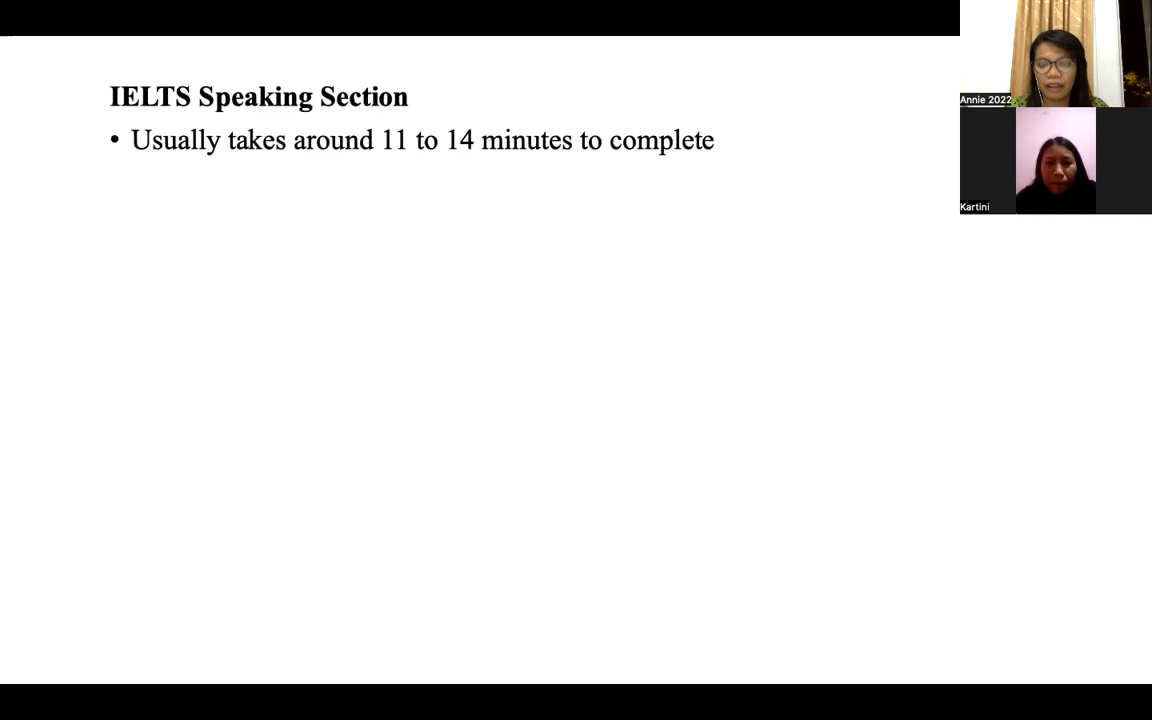 IELTS Speaking Section
• Usually takes around 11 to 14 minutes to complete
Annie 2022
Kartini